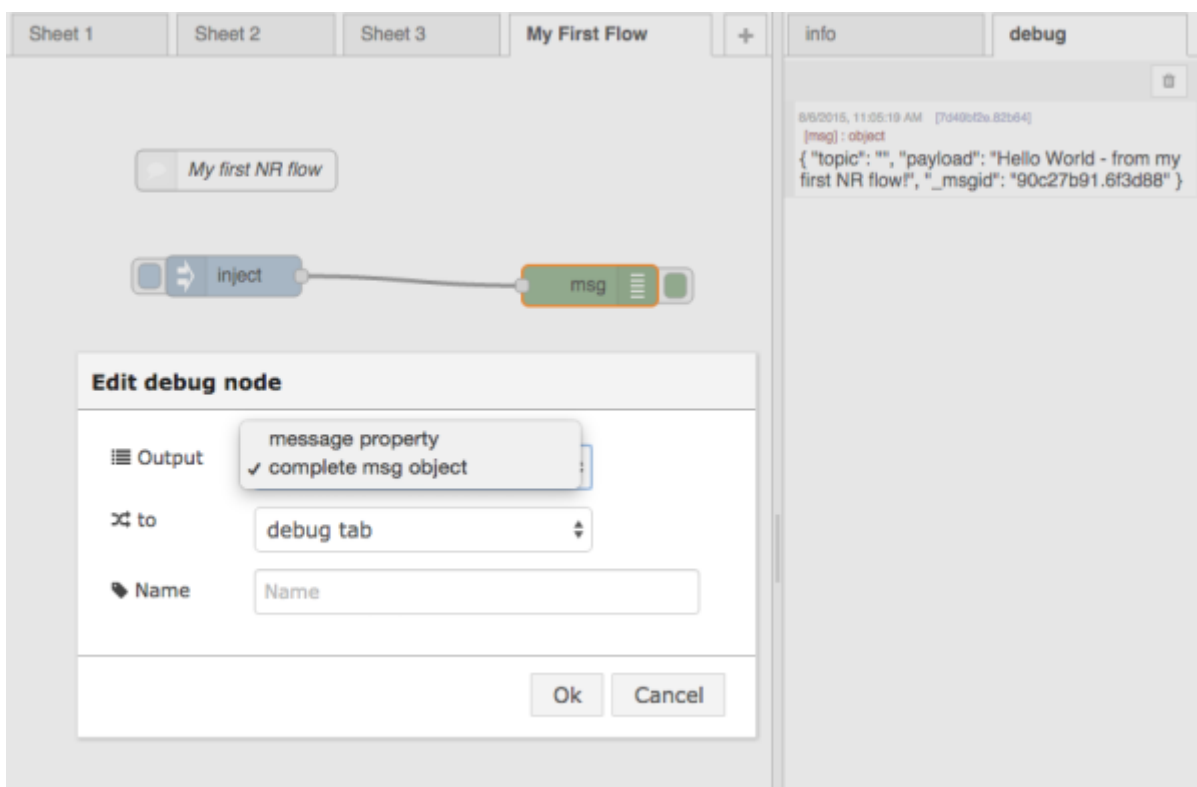 Sheet 1
Sheet 2
Sheet 3
My First Flow
+
info
debug
8/6/2015, 11:05:19 AM [7d40bf2e.82b64]
[msg] : object
{ "topic": "", "payload": "Hello World - from my
first NR flow!", "_msgid": "90c27b91.6f3d88" }
My first NR flow
inject
msg
Edit debug node
Output
message property
✓ complete msg object
to
debug tab
Name
Name
Ok
Cancel